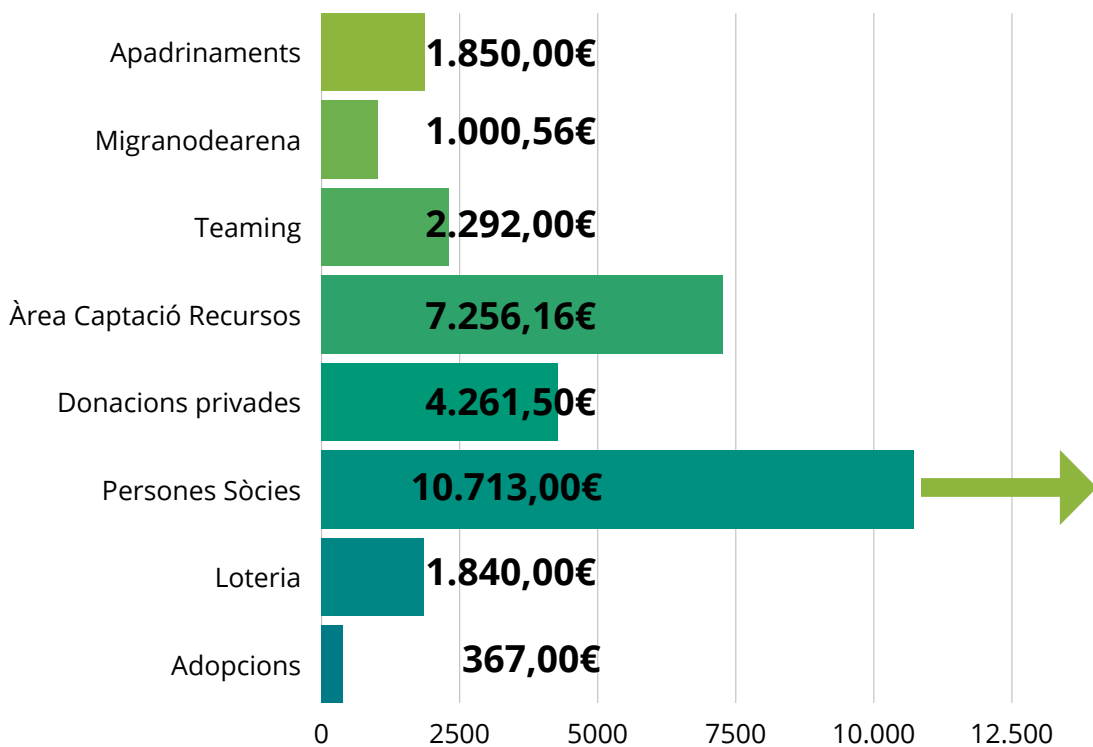 Apadrinaments 1.850,00€
Migranodearena 1.000,56€
Teaming 2.292,00€
Àrea Captació Recursos 7.256,16€
Donacions privades 4.261,50€
Persones Sòcies 10.713,00€
Loteria 1.840,00€
Adopcions 367,00€
0 2500 5000 7500 10.000 12.500